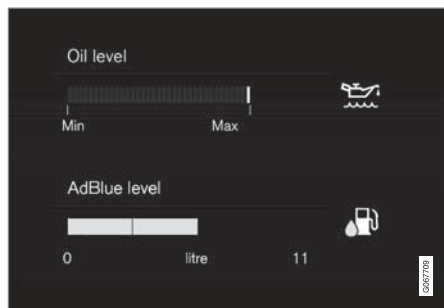 Oil level
Min Max
AdBlue level
0 litre 11
G067709